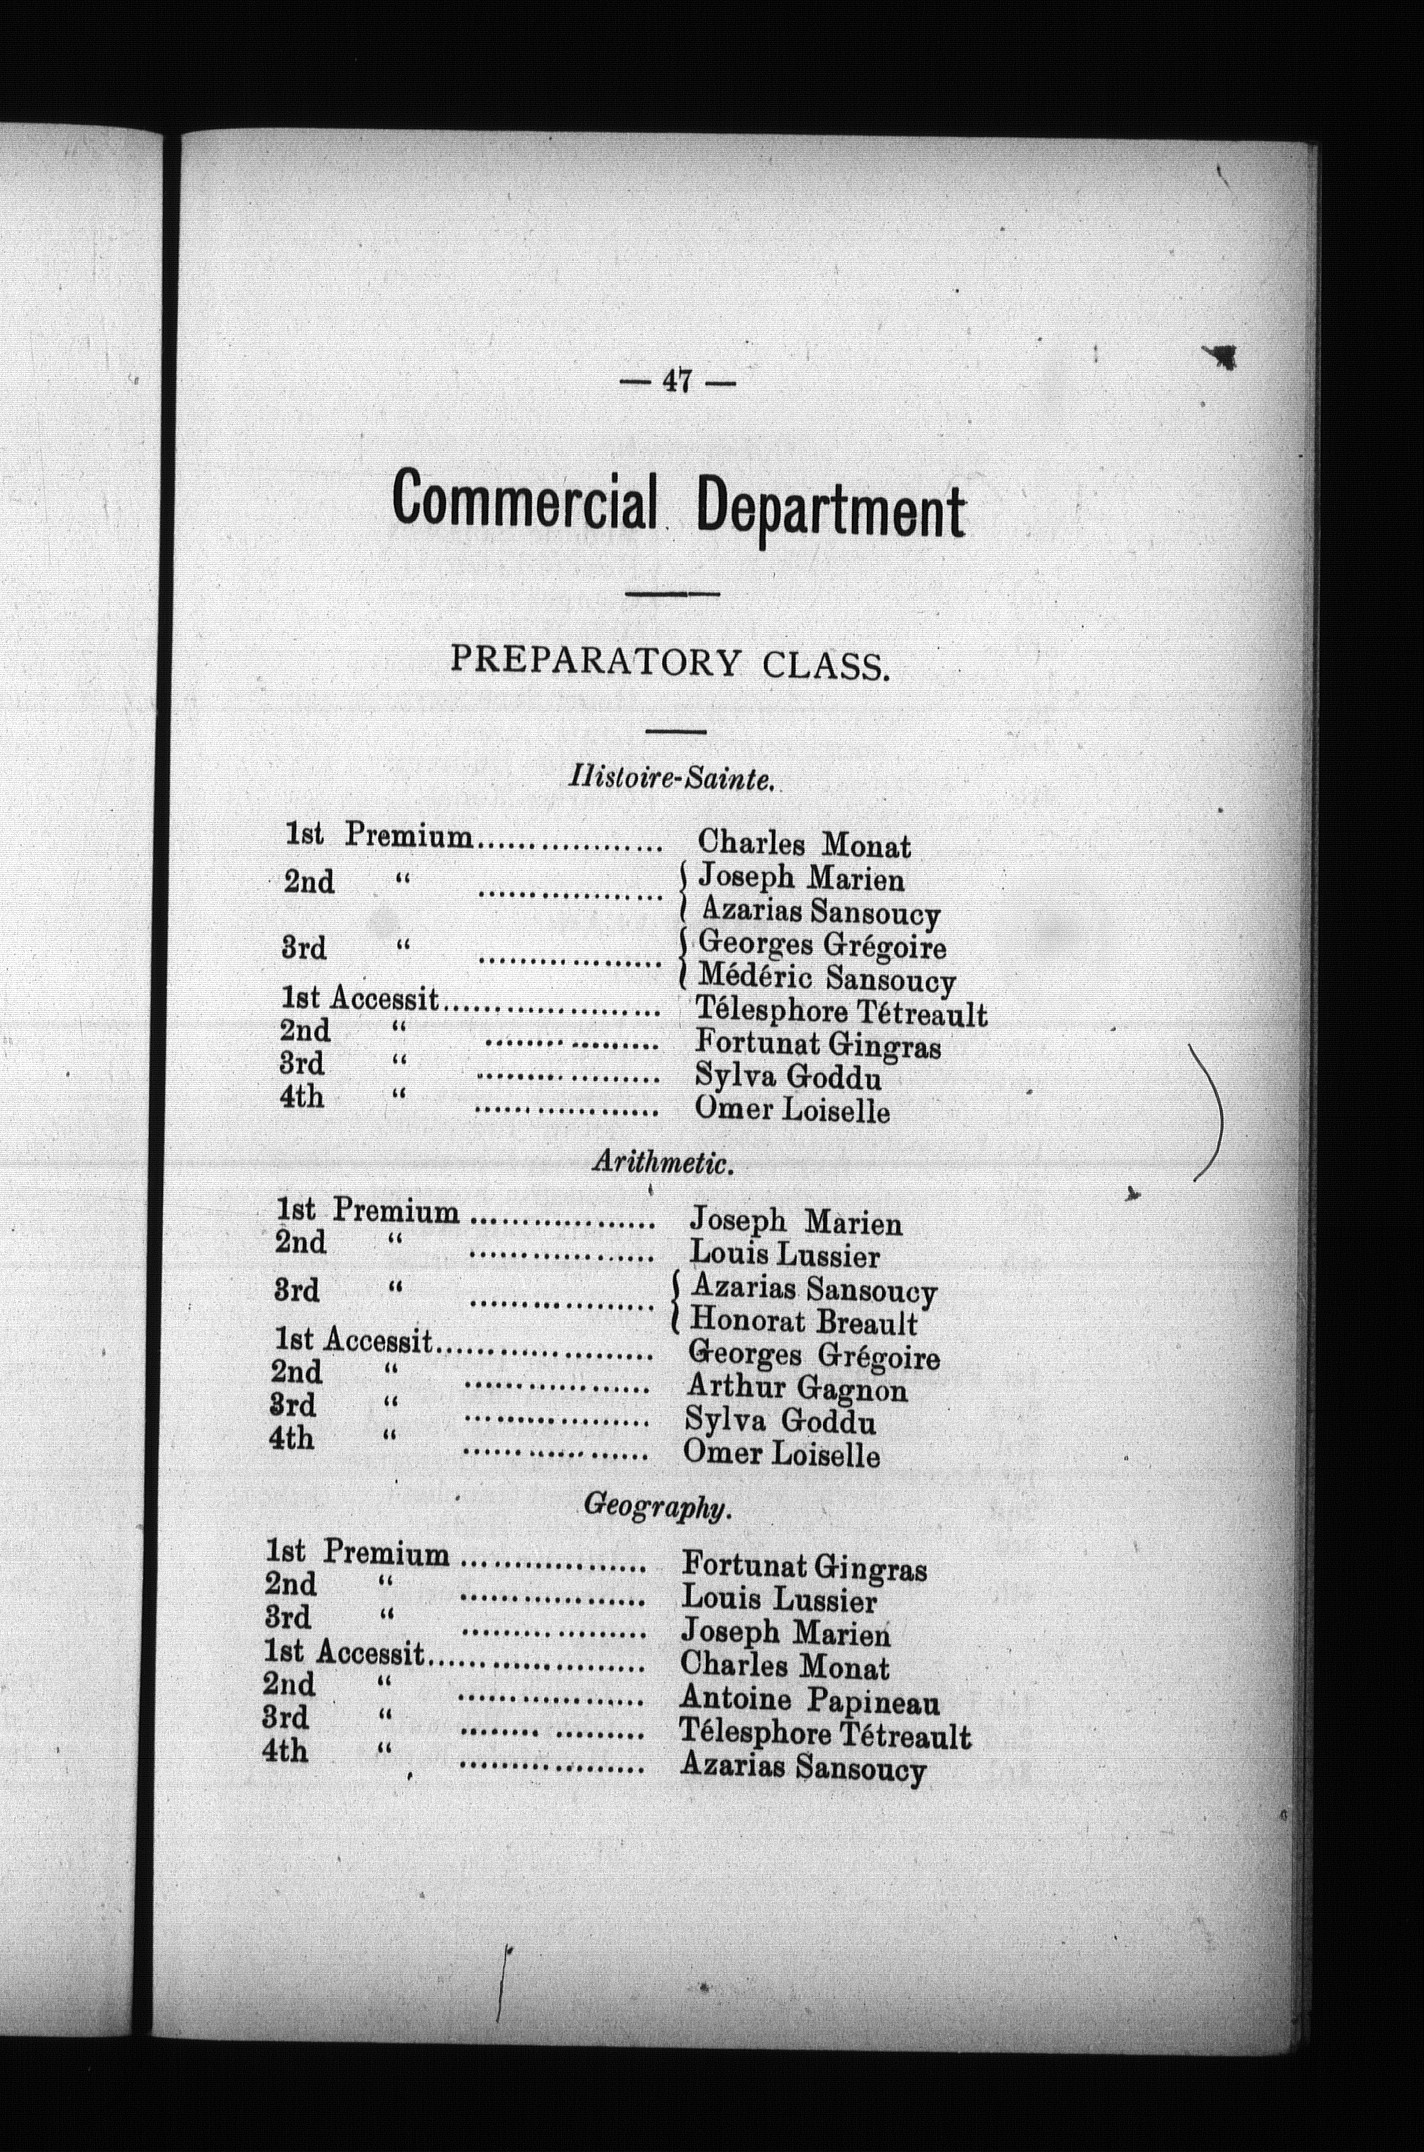 — 47 —
Commercial Department
PREPARATORY CLASS.
Histoire-Sainte.
1st Premium.................. Charles Monat
2nd “ .................. { Joseph Marien
{ Azarias Sansoucy
3rd “ .................. { Georges Grégoire
{ Médéric Sansoucy
1st Accessit..................... Télesphore Tétreault
2nd “ ................. Fortunat Gingras
3rd “ .................. Sylva Goddu
4th “ .................. Omer Loiselle
Arithmetic.
1st Premium .................. Joseph Marien
2nd “ .................. Louis Lussier
3rd “ .................. { Azarias Sansoucy
{ Honorat Breault
1st Accessit..................... Georges Grégoire
2nd “ .................. Arthur Gagnon
3rd “ .................. Sylva Goddu
4th “ .................. Omer Loiselle
Geography.
1st Premium .................. Fortunat Gingras
2nd “ .................. Louis Lussier
3rd “ .................. Joseph Marien
1st Accessit..................... Charles Monat
2nd “ .................. Antoine Papineau
3rd “ ................. Télesphore Tétreault
4th “ .................. Azarias Sansoucy